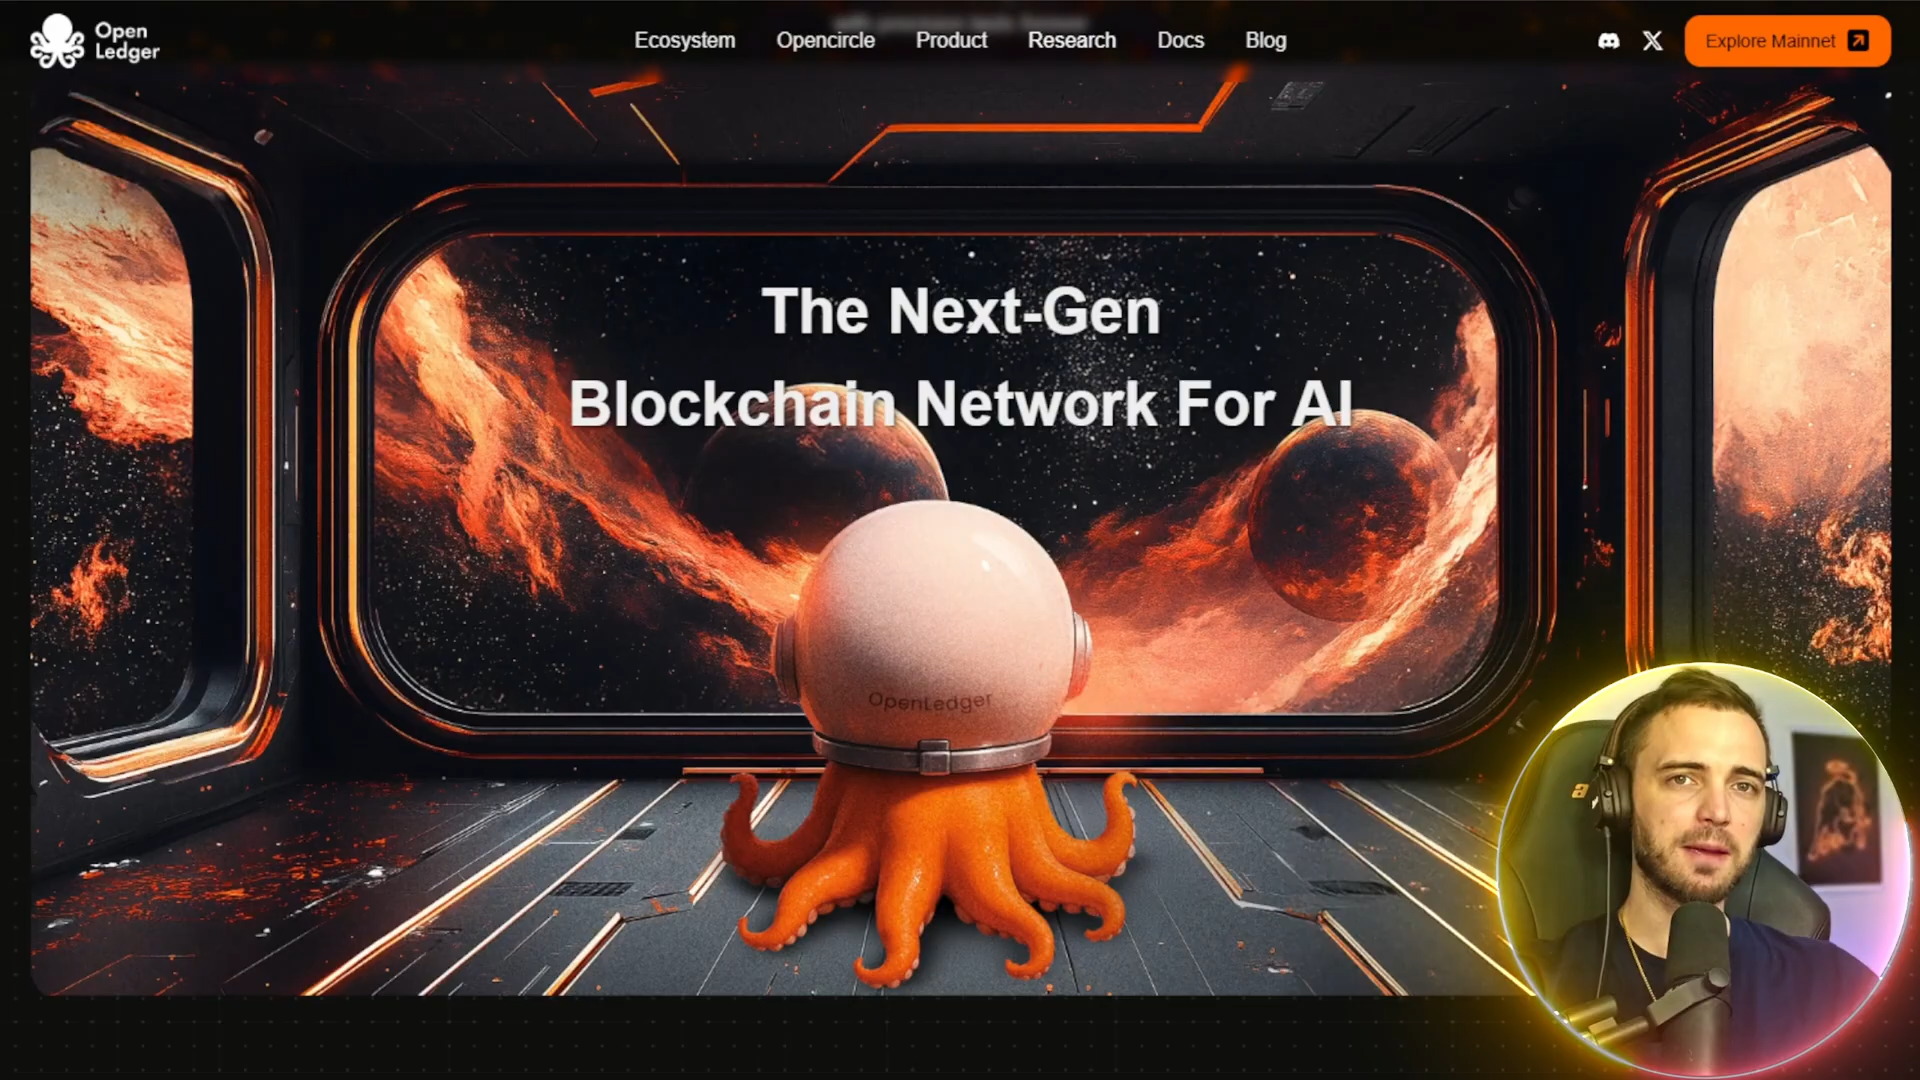 Open
Ledger
Ecosystem
Opencircle
Product
Research
Docs
Blog
Explore Mainnet
The Next-Gen
Blockchain Network For AI
OpenLedger